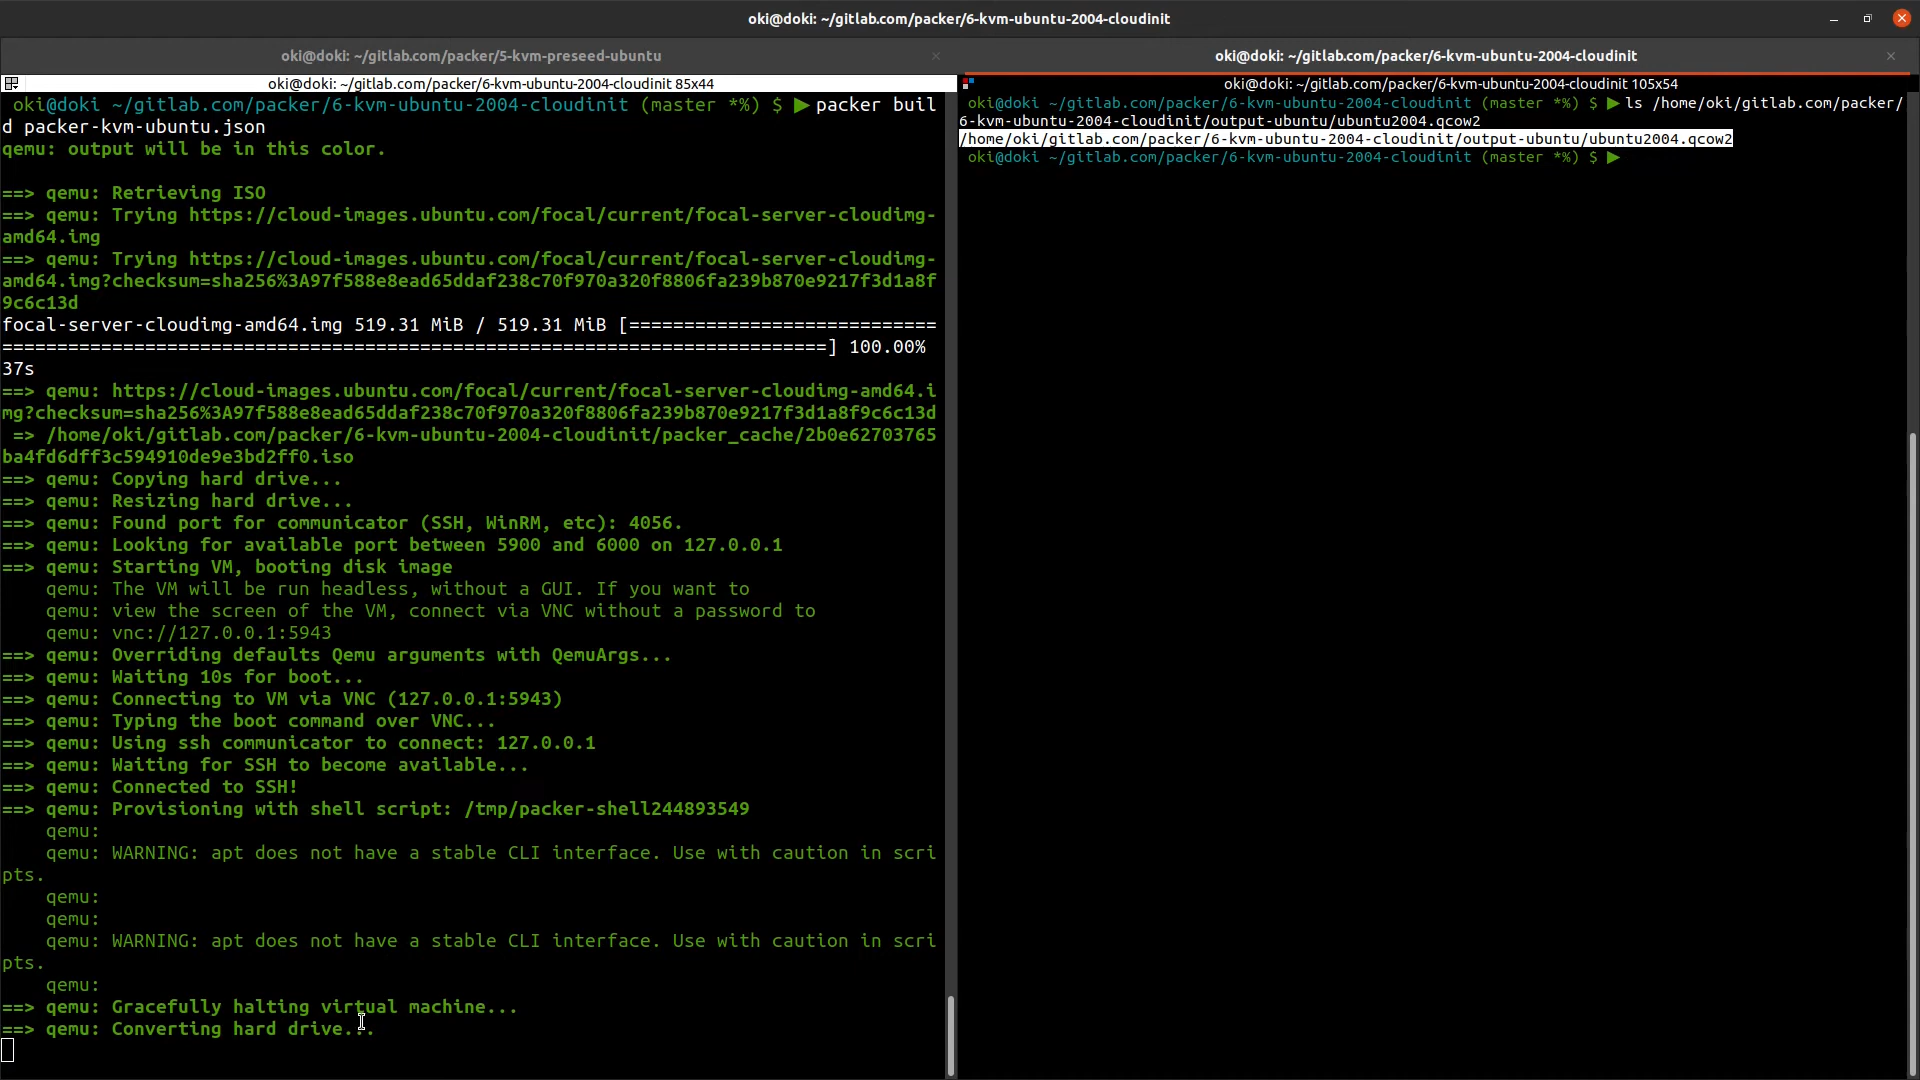 oki@doki: ~/gitlab.com/packer/6-kvm-ubuntu-2004-cloudinit
oki@doki: ~/gitlab.com/packer/5-kvm-preseed-ubuntu
oki@doki: ~/gitlab.com/packer/6-kvm-ubuntu-2004-cloudinit
oki@doki: ~/gitlab.com/packer/6-kvm-ubuntu-2004-cloudinit 85x44
oki@doki ~/gitlab.com/packer/6-kvm-ubuntu-2004-cloudinit (master *%) $ ▶packer buil
d packer-kvm-ubuntu.json
qemu: output will be in this color.
==> qemu: Retrieving ISO
==> qemu: Trying https://cloud-images.ubuntu.com/focal/current/focal-server-cloudimg-
amd64.img
==> qemu: Trying https://cloud-images.ubuntu.com/focal/current/focal-server-cloudimg-
amd64.img?checksum=sha256%3A97f588e8ead65ddaf238c70f970a320f8806fa239b870e9217f3d1a8f
9c6c13d
focal-server-cloudimg-amd64.img 519.31 MiB / 519.31 MiB [============================
===========================================================================] 100.00%
37s
==> qemu: https://cloud-images.ubuntu.com/focal/current/focal-server-cloudimg-amd64.i
mg?checksum=sha256%3A97f588e8ead65ddaf238c70f970a320f8806fa239b870e9217f3d1a8f9c6c13d
=> /home/oki/gitlab.com/packer/6-kvm-ubuntu-2004-cloudinit/packer_cache/2b0e62703765
ba4fd6dff3c594910de9e3bd2ff0.iso
==> qemu: Copying hard drive...
==> qemu: Resizing hard drive...
==> qemu: Found port for communicator (SSH, WinRM, etc): 4056.
==> qemu: Looking for available port between 5900 and 6000 on 127.0.0.1
==> qemu: Starting VM, booting disk image
qemu: The VM will be run headless, without a GUI. If you want to
qemu: view the screen of the VM, connect via VNC without a password to
qemu: vnc://127.0.0.1:5943
==> qemu: Overriding defaults Qemu arguments with QemuArgs...
==> qemu: Waiting 10s for boot...
==> qemu: Connecting to VM via VNC (127.0.0.1:5943)
==> qemu: Typing the boot command over VNC...
==> qemu: Using ssh communicator to connect: 127.0.0.1
==> qemu: Waiting for SSH to become available...
==> qemu: Connected to SSH!
==> qemu: Provisioning with shell script: /tmp/packer-shell244893549
qemu:
qemu: WARNING: apt does not have a stable CLI interface. Use with caution in scri
pts.
qemu:
qemu:
qemu: WARNING: apt does not have a stable CLI interface. Use with caution in scri
pts.
qemu:
==> qemu: Gracefully halting virtual machine...
==> qemu: Converting hard drive...
oki@doki: ~/gitlab.com/packer/6-kvm-ubuntu-2004-cloudinit 105x54
oki@doki ~/gitlab.com/packer/6-kvm-ubuntu-2004-cloudinit (master *%) $ ▶ls /home/oki/gitlab.com/packer/
6-kvm-ubuntu-2004-cloudinit/output-ubuntu/ubuntu2004.qcow2
/home/oki/gitlab.com/packer/6-kvm-ubuntu-2004-cloudinit/output-ubuntu/ubuntu2004.qcow2
oki@doki ~/gitlab.com/packer/6-kvm-ubuntu-2004-cloudinit (master *%) $ ▶